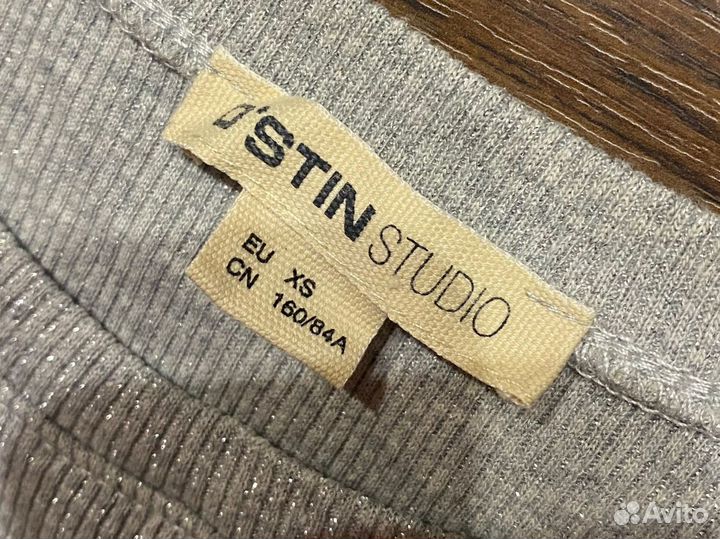 STIN STUDIO
EU XS
CN 160/84A
Avito